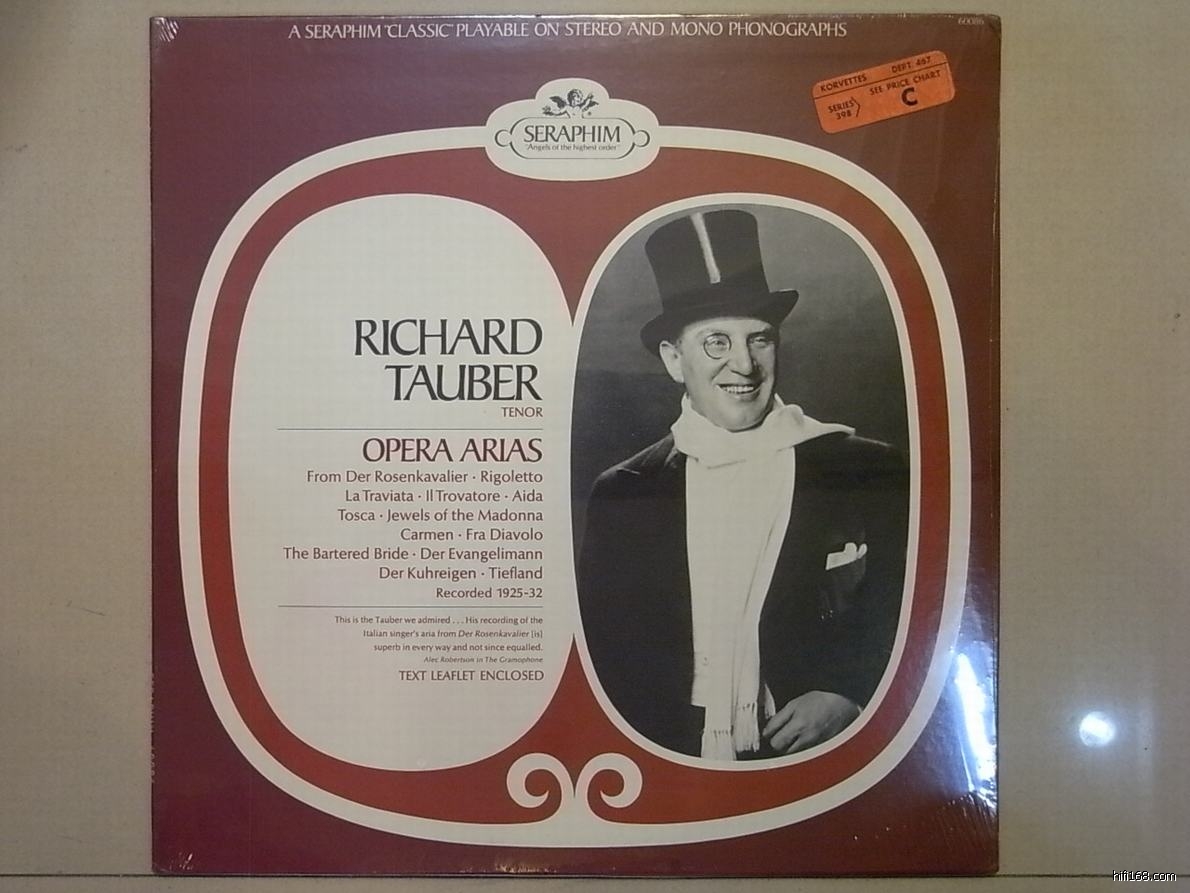 A SERAPHIM "CLASSIC" PLAYABLE ON STEREO AND MONO PHONOGRAPHS
60086
KORVETTES DEPT. 467
SERIES 398 SEE PRICE CHART
C
SERAPHIM
"Angels of the highest order"
RICHARD
TAUBER
TENOR
OPERA ARIAS
From Der Rosenkavalier · Rigoletto
La Traviata · Il Trovatore · Aida
Tosca · Jewels of the Madonna
Carmen · Fra Diavolo
The Bartered Bride · Der Evangelimann
Der Kuhreigen · Tiefland
Recorded 1925-32
This is the Tauber we admired . . . His recording of the
Italian singer's aria from Der Rosenkavalier [is]
superb in every way and not since equalled.
Alec Robertson in The Gramophone
TEXT LEAFLET ENCLOSED
hifi168.com